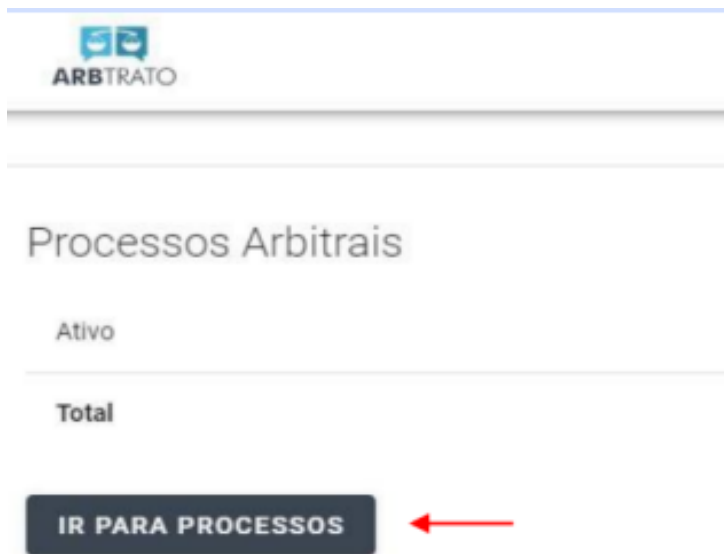 ARBTRATO
Processos Arbitrais
Ativo
Total
IR PARA PROCESSOS